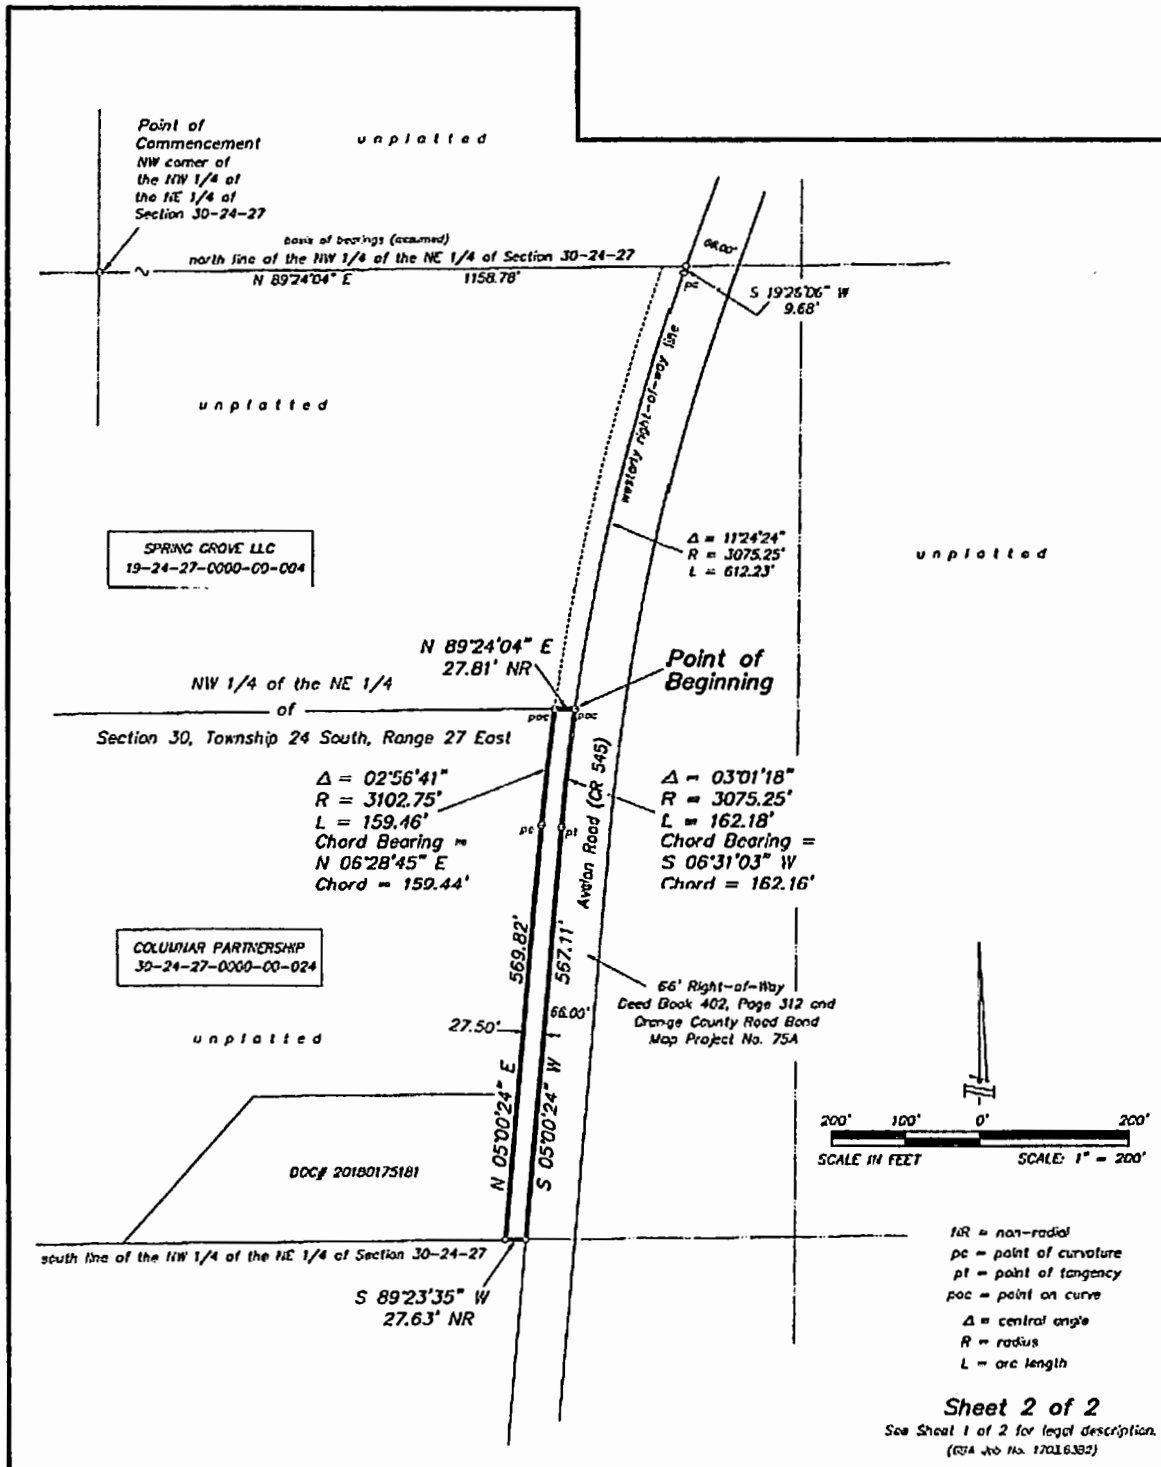 Point of
Commencement
NW corner of
the NW 1/4 of
the NE 1/4 of
Section 30-24-27
unplatted
basis of bearings (assumed)
north line of the NW 1/4 of the NE 1/4 of Section 30-24-27
N 89°24'04" E
1158.78'
66.00'
pc
S 19°26'06" W
9.68'
westerly right-of-way line
unplatted
SPRING GROVE LLC
19-24-27-0000-00-004
Δ = 11°24'24"
R = 3075.25'
L = 612.23'
unplatted
N 89°24'04" E
27.81' NR
Point of
Beginning
NW 1/4 of the NE 1/4
of
Section 30, Township 24 South, Range 27 East
poc
poc
Δ = 02°56'41"
R = 3102.75'
L = 159.46'
Chord Bearing =
N 06°28'45" E
Chord = 159.44'
pc
pt
Avalon Road (CR 545)
Δ = 03°01'18"
R = 3075.25'
L = 162.18'
Chord Bearing =
S 06°31'03" W
Chord = 162.16'
COLUMNAR PARTNERSHIP
30-24-27-0000-00-024
569.82'
567.11'
66' Right-of-Way
Deed Book 402, Page 312 and
Orange County Road Bond
Map Project No. 75A
27.50'
66.00'
unplatted
N 05°00'24" E
S 05°00'24" W
DOC# 20180175181
200' 100' 0' 200'
SCALE IN FEET SCALE: 1" = 200'
south line of the NW 1/4 of the NE 1/4 of Section 30-24-27
S 89°23'35" W
27.63' NR
NR = non-radial
pc = point of curvature
pt = point of tangency
poc = point on curve
Δ = central angle
R = radius
L = arc length
Sheet 2 of 2
See Sheet 1 of 2 for legal description.